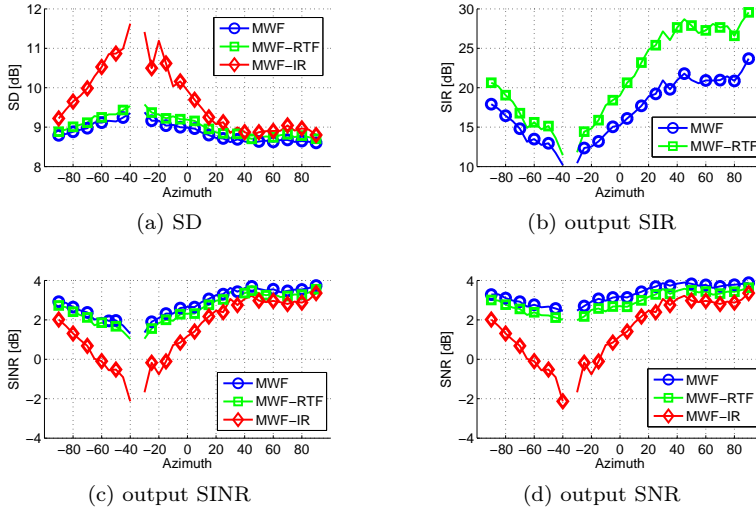 12
11
10
9
8
SD [dB]
MWF
MWF-RTF
MWF-IR
−80 −60 −40 −20 0 20 40 60 80
Azimuth
(a) SD
30
25
20
15
10
SIR [dB]
MWF
MWF-RTF
−80 −60 −40 −20 0 20 40 60 80
Azimuth
(b) output SIR
4
2
0
−2
−4
SINR [dB]
MWF
MWF-RTF
MWF-IR
−80 −60 −40 −20 0 20 40 60 80
Azimuth
(c) output SINR
4
2
0
−2
−4
SNR [dB]
MWF
MWF-RTF
MWF-IR
−80 −60 −40 −20 0 20 40 60 80
Azimuth
(d) output SNR